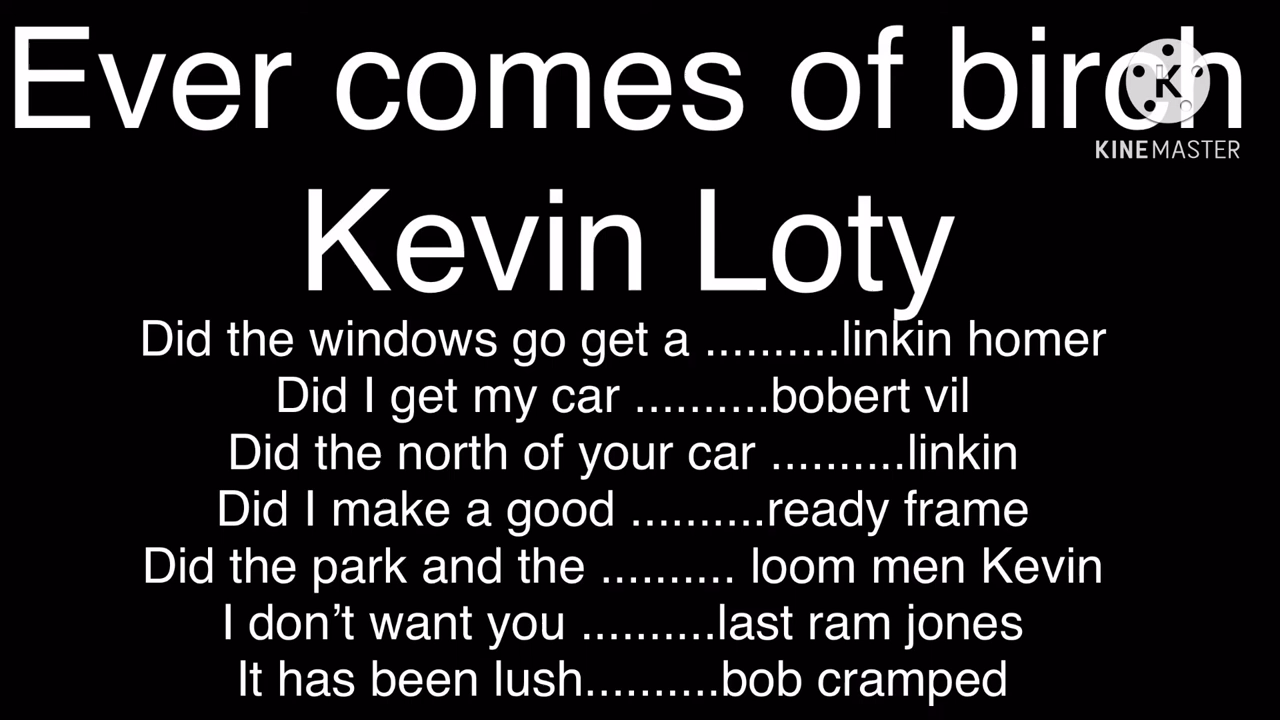 Ever comes of birch
KINEMASTER
Kevin Loty
Did the windows go get a ..........linkin homer
Did I get my car ..........bobert vil
Did the north of your car ..........linkin
Did I make a good ..........ready frame
Did the park and the .......... loom men Kevin
I don’t want you ..........last ram jones
It has been lush..........bob cramped